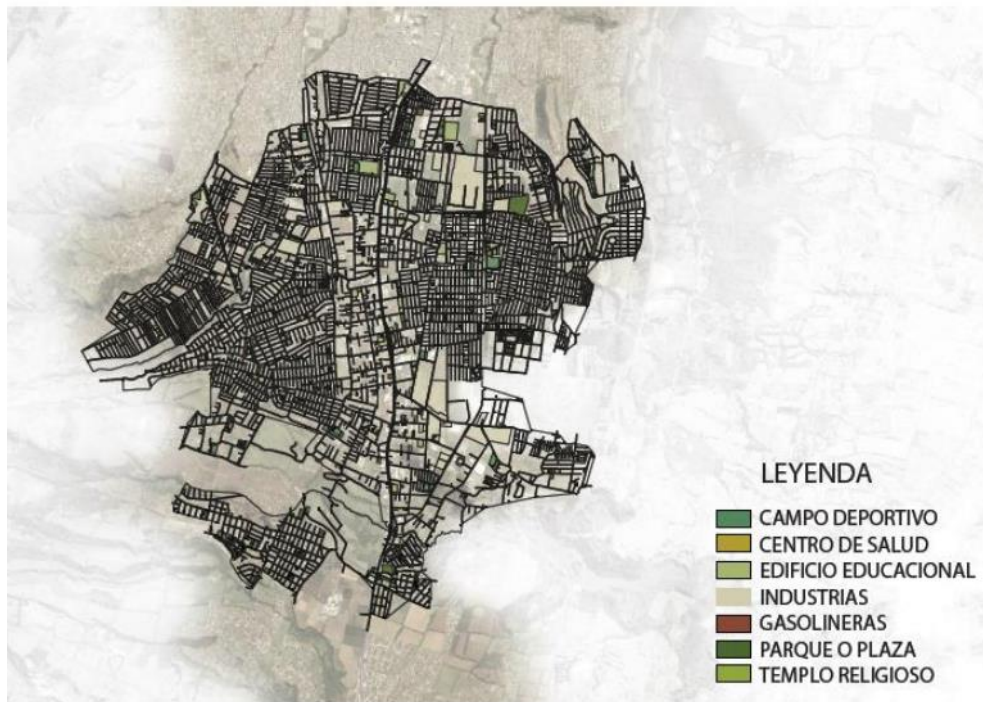 LEYENDA
CAMPO DEPORTIVO
CENTRO DE SALUD
EDIFICIO EDUCACIONAL
INDUSTRIAS
GASOLINERAS
PARQUE O PLAZA
TEMPLO RELIGIOSO